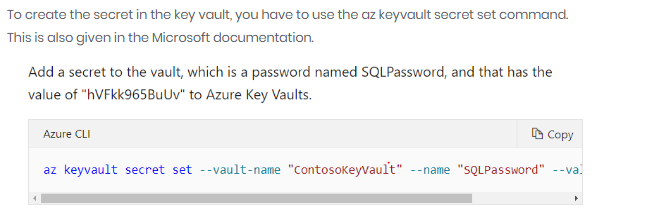 To create the secret in the key vault, you have to use the az keyvault secret set command.
This is also given in the Microsoft documentation.
Add a secret to the vault, which is a password named SQLPassword, and that has the
value of "hVFkk965BuUv" to Azure Key Vaults.
Azure CLI Copy
az keyvault secret set --vault-name "ContosoKeyVault" --name "SQLPassword"